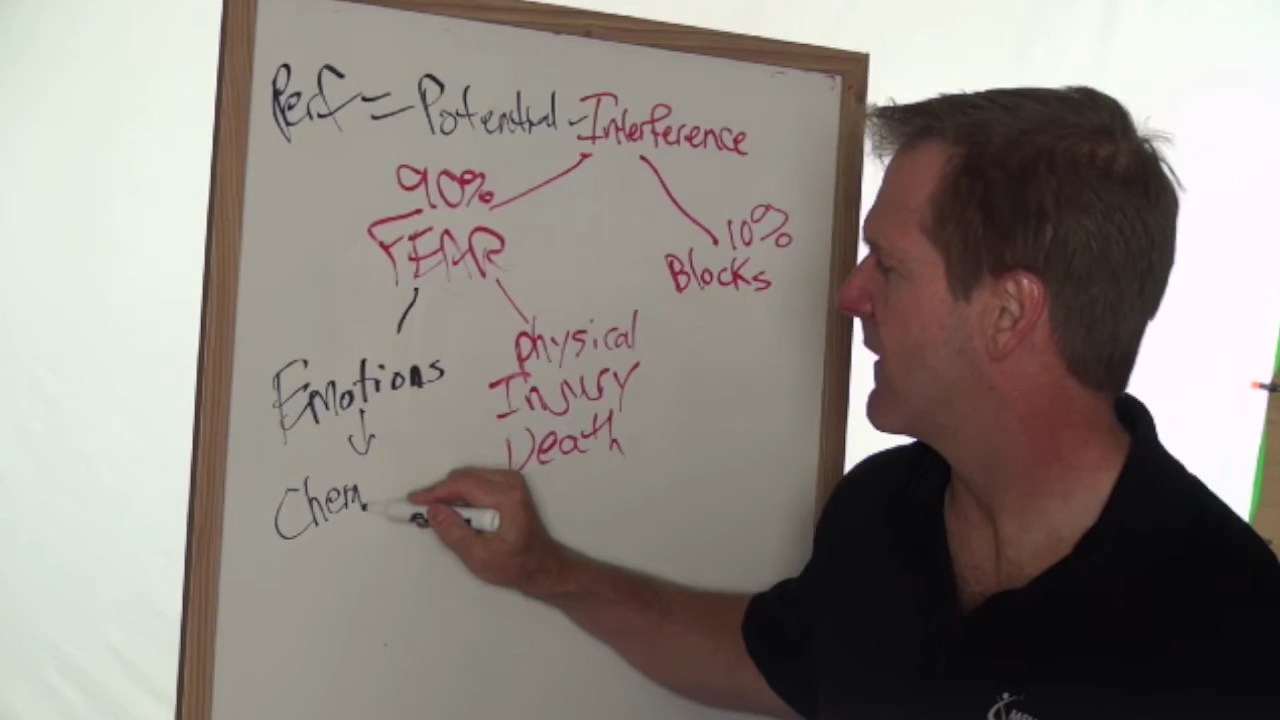 Perf = Potential - Interference
90%
FEAR
10%
Blocks
Emotions
physical
Injury
Death
Chem